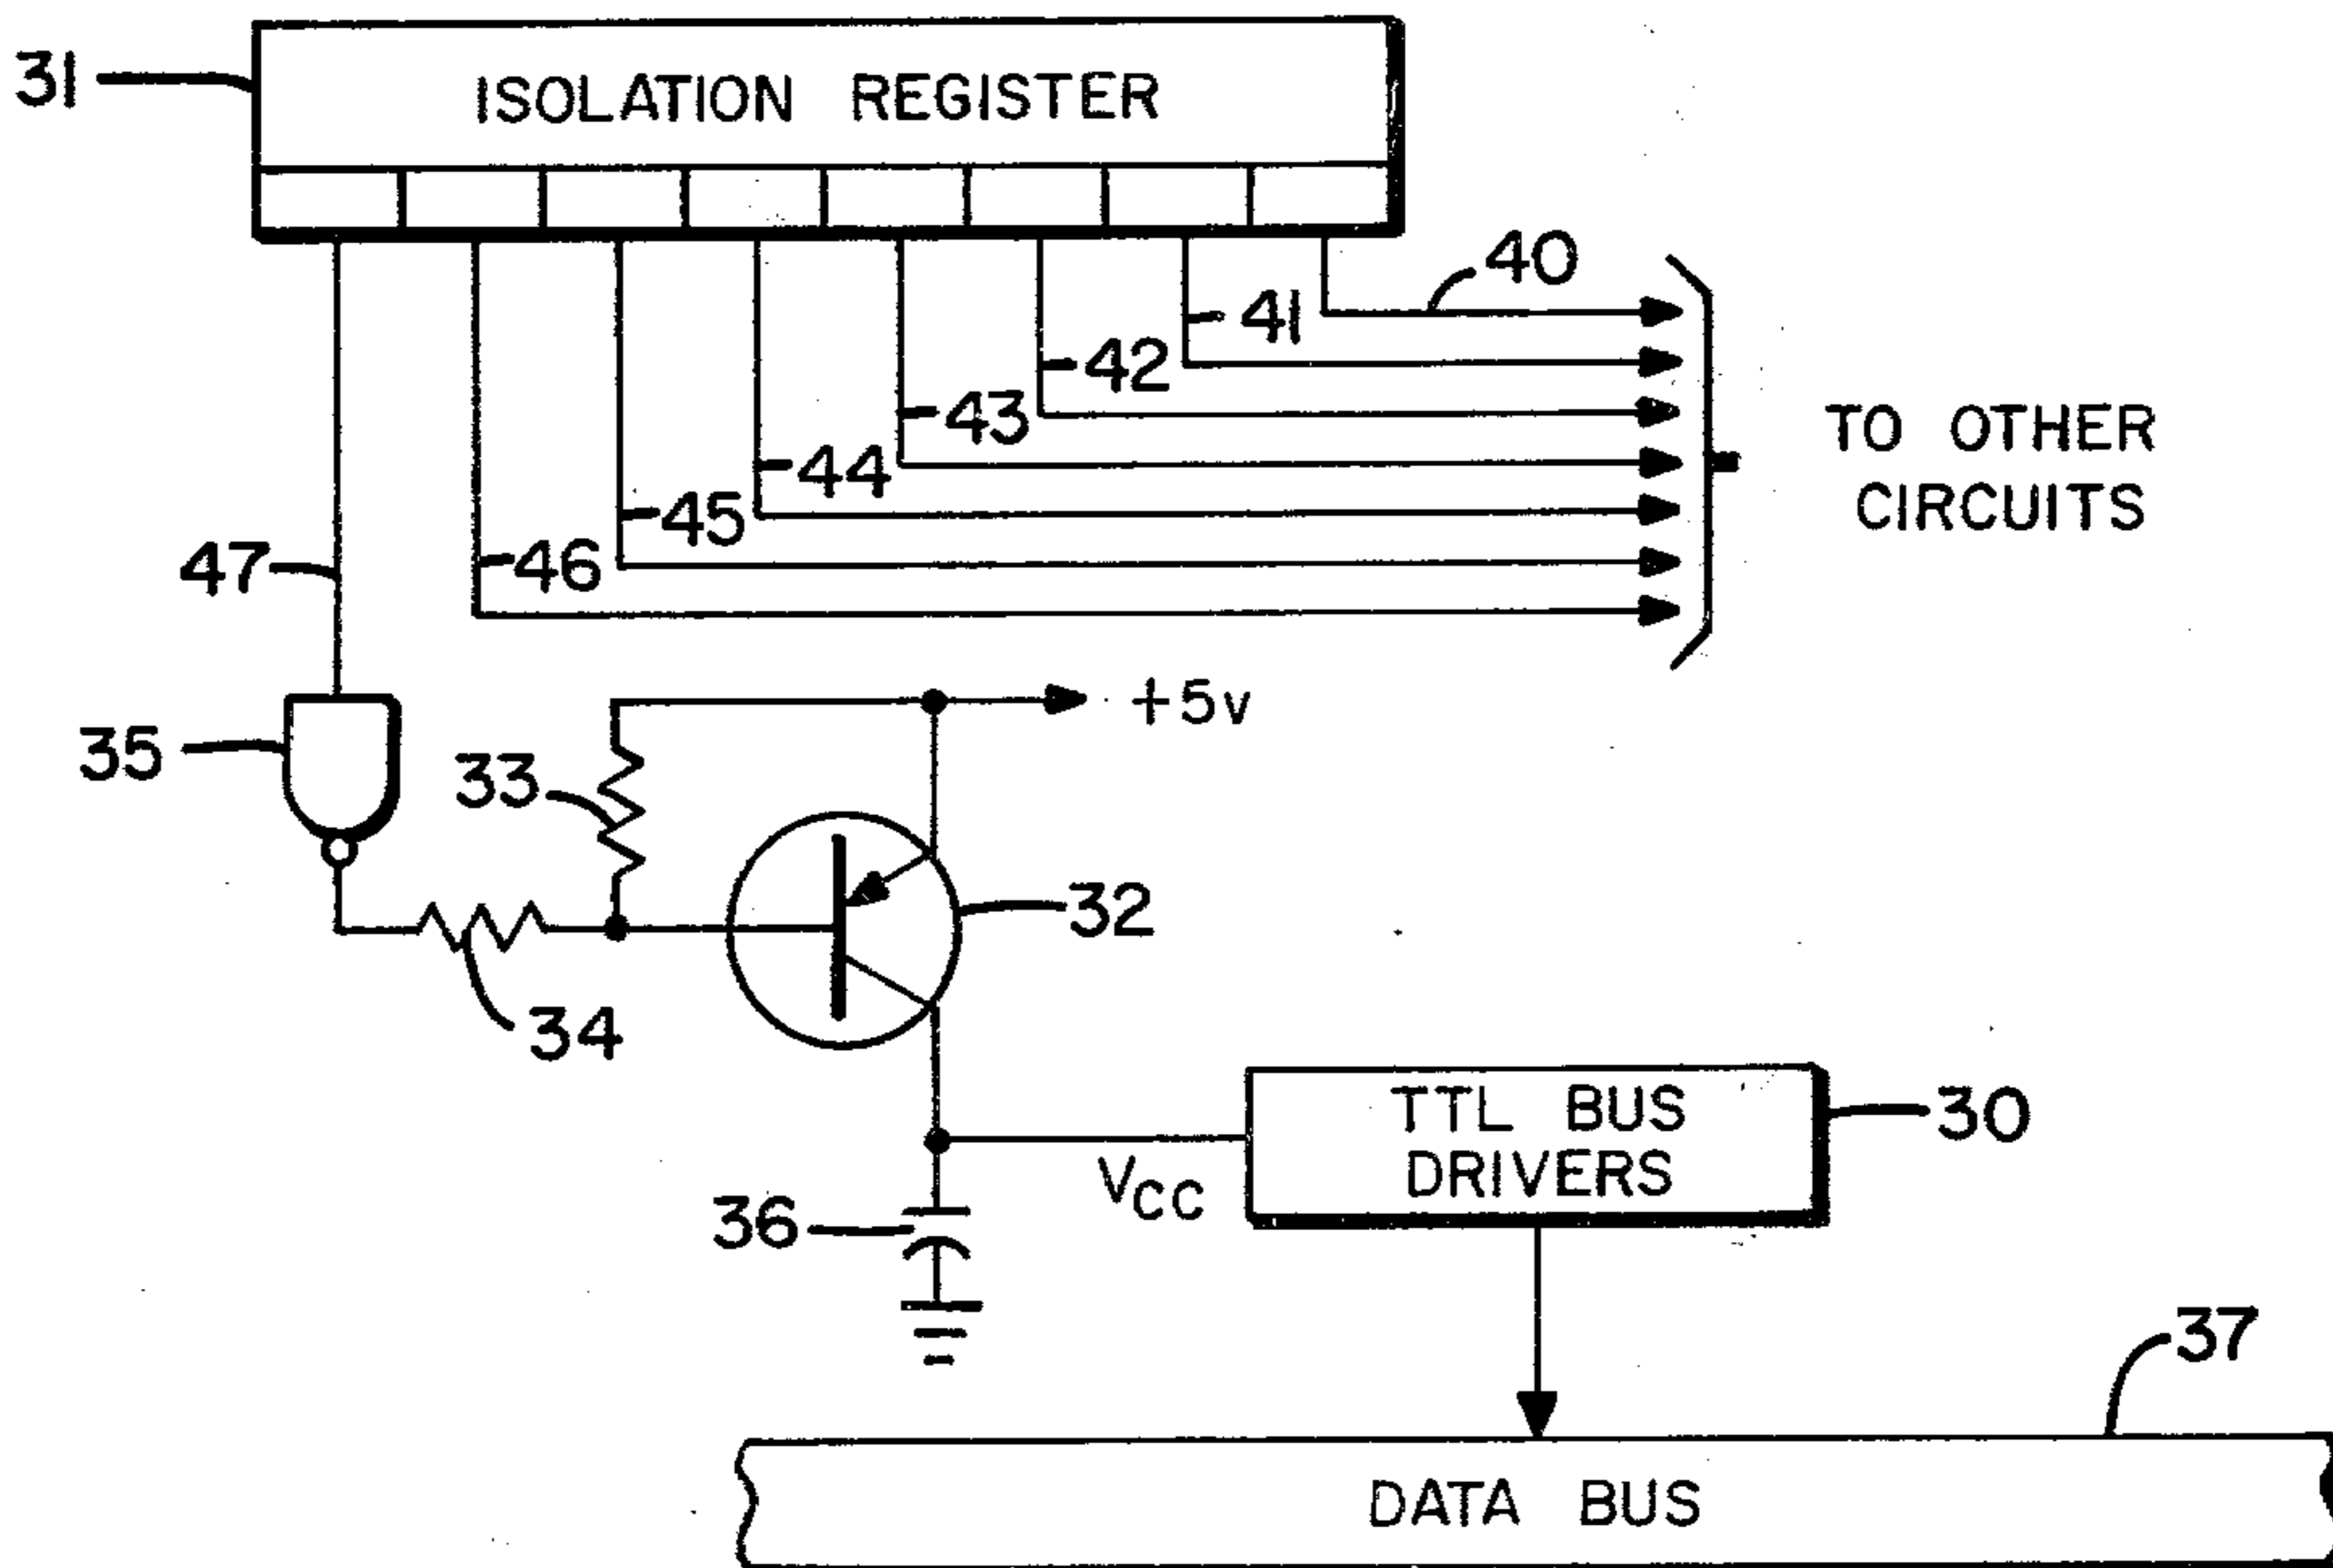 31
ISOLATION REGISTER
40
41
42
43
44
45
46
47
TO OTHER
CIRCUITS
+5v
35
33
32
34
TTL BUS
DRIVERS
30
VCC
36
37
DATA BUS